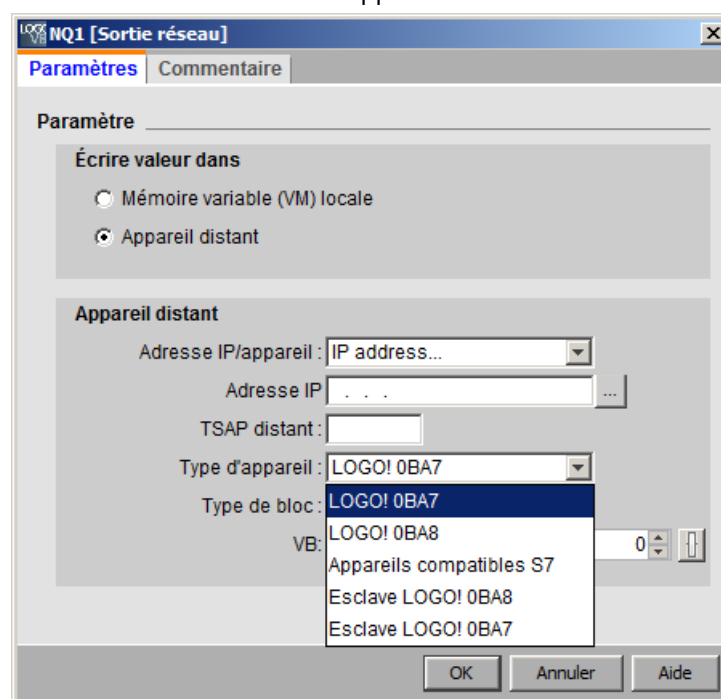 NQ1 [Sortie réseau]
Paramètres Commentaire
Paramètre
Écrire valeur dans
Mémoire variable (VM) locale
Appareil distant
Appareil distant
Adresse IP/appareil : IP address...
Adresse IP . . . ...
TSAP distant :
Type d'appareil : LOGO! 0BA7
Type de bloc : LOGO! 0BA7
LOGO! 0BA8
VB: 0
Appareils compatibles S7
Esclave LOGO! 0BA8
Esclave LOGO! 0BA7
OK Annuler Aide